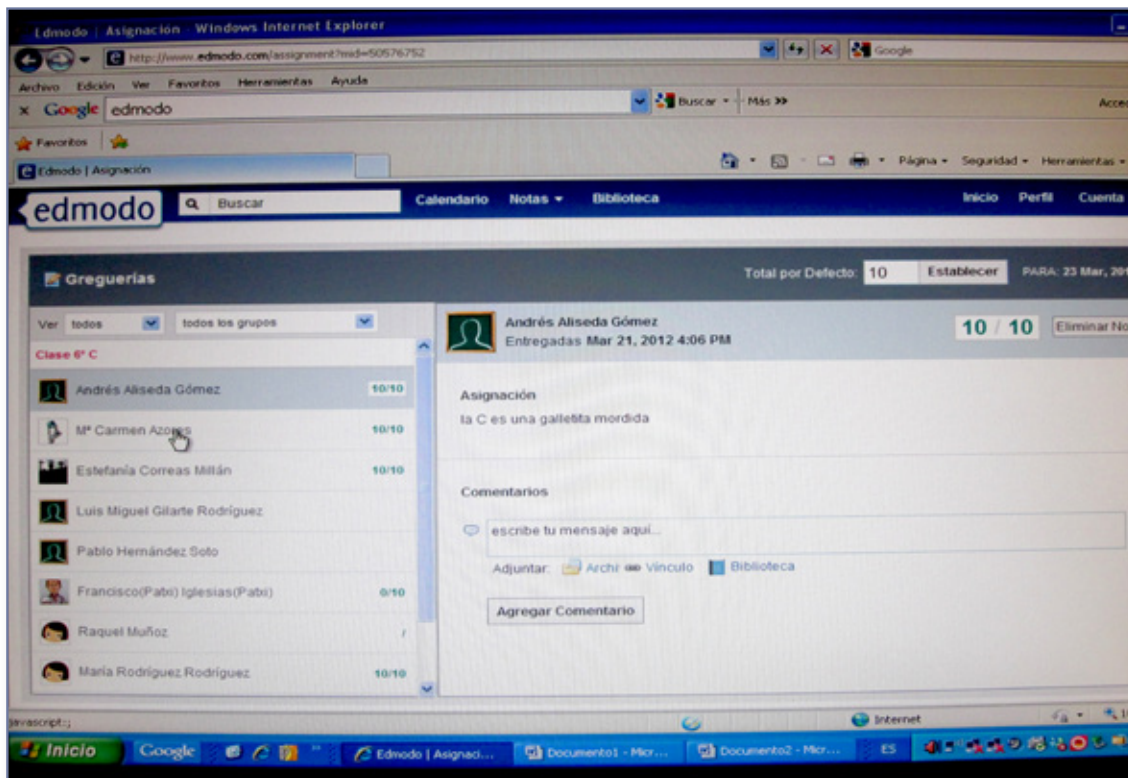 Edmodo | Asignación - Windows Internet Explorer
http://www.edmodo.com/assignment?mid=50576752
Google
Archivo Edición Ver Favoritos Herramientas Ayuda
x Google edmodo Buscar Más >> Acce
Favoritos
Edmodo | Asignación Página Seguridad Herramientas
edmodo Buscar Calendario Notas Biblioteca Inicio Perfil Cuenta
Greguerías Total por Defecto: 10 Establecer PARA: 23 Mar, 201
Ver todos todos los grupos
Clase 6º C
Andrés Aliseda Gómez 10/10
Mª Carmen Azores 10/10
Estefanía Correas Millán 10/10
Luis Miguel Gilarte Rodríguez
Pablo Hernández Soto
Francisco(Patxi) Iglesias(Patxi) 0/10
Raquel Muñoz /
María Rodríguez Rodríguez 10/10
Andrés Aliseda Gómez
Entregadas Mar 21, 2012 4:06 PM
10 / 10 Eliminar No
Asignación
la C es una galletita mordida
Comentarios
escribe tu mensaje aquí...
Adjuntar: Archi Vínculo Biblioteca
Agregar Comentario
javascript:; Internet
Inicio Google Edmodo | Asignaci... Documento1 - Micr... Documento2 - Micr... ES